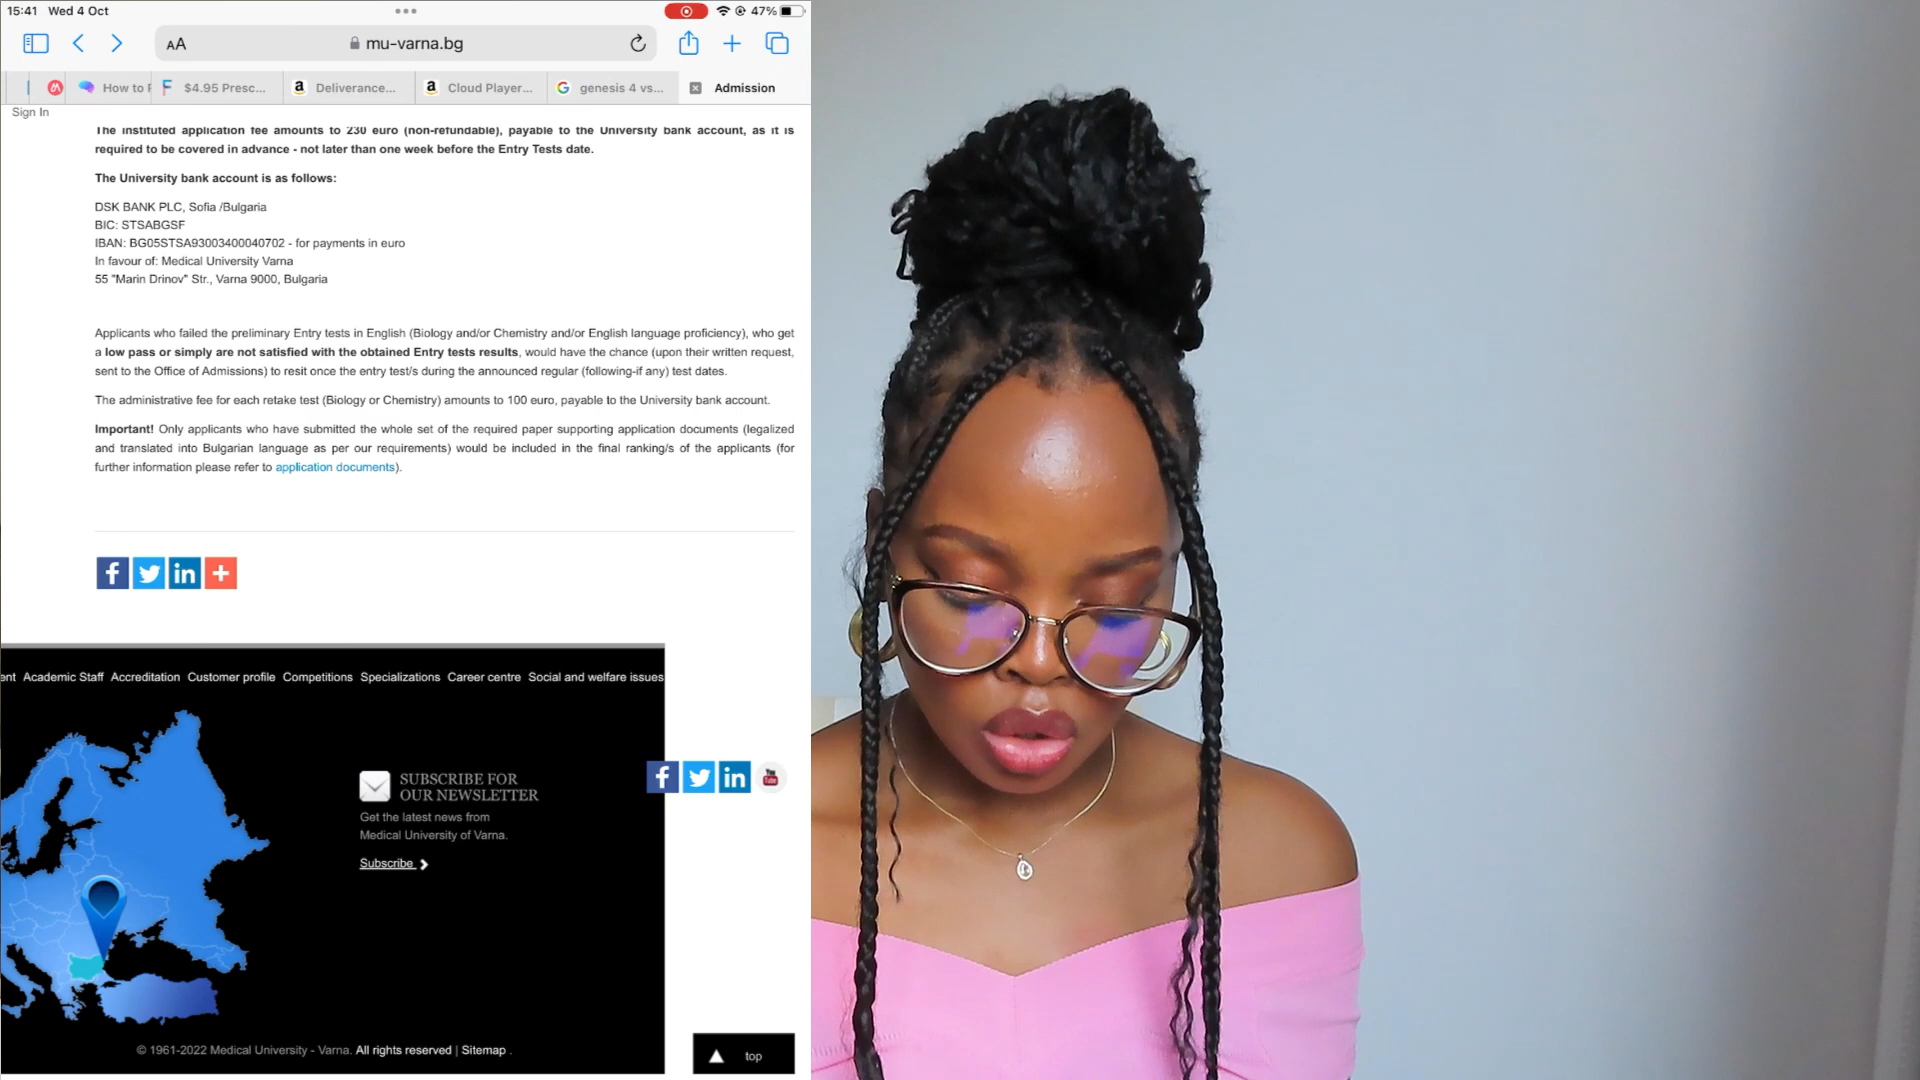 15:41 Wed 4 Oct
47%
AA
mu-varna.bg
How to
$4.95 Presc...
Deliverance...
Cloud Player...
genesis 4 vs...
Admission
Sign In
The instituted application fee amounts to 230 euro (non-refundable), payable to the University bank account, as it is
required to be covered in advance - not later than one week before the Entry Tests date.
The University bank account is as follows:
DSK BANK PLC, Sofia /Bulgaria
BIC: STSABGSF
IBAN: BG05STSA93003400040702 - for payments in euro
In favour of: Medical University Varna
55 "Marin Drinov" Str., Varna 9000, Bulgaria
Applicants who failed the preliminary Entry tests in English (Biology and/or Chemistry and/or English language proficiency), who get
a low pass or simply are not satisfied with the obtained Entry tests results, would have the chance (upon their written request,
sent to the Office of Admissions) to resit once the entry test/s during the announced regular (following-if any) test dates.
The administrative fee for each retake test (Biology or Chemistry) amounts to 100 euro, payable to the University bank account.
Important! Only applicants who have submitted the whole set of the required paper supporting application documents (legalized
and translated into Bulgarian language as per our requirements) would be included in the final ranking/s of the applicants (for
further information please refer to application documents).
ent Academic Staff Accreditation Customer profile Competitions Specializations Career centre Social and welfare issues
SUBSCRIBE FOR
OUR NEWSLETTER
Get the latest news from
Medical University of Varna.
Subscribe
© 1961-2022 Medical University - Varna. All rights reserved | Sitemap .
top